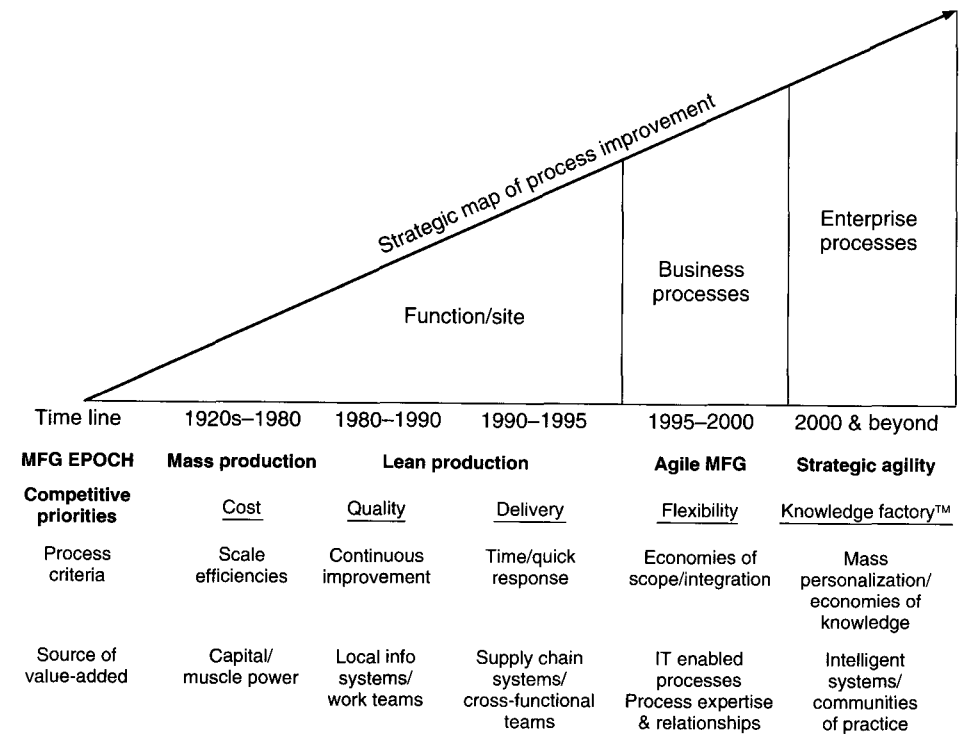 Strategic map of process improvement
Enterprise
processes
Business
processes
Function/site
Time line 1920s–1980 1980–1990 1990–1995 1995–2000 2000 & beyond
MFG EPOCH Mass production Lean production Agile MFG Strategic agility
Competitive
priorities Cost Quality Delivery Flexibility Knowledge factory™
Process Scale Continuous Time/quick Economies of Mass
criteria efficiencies improvement response scope/integration personalization/
economies of
knowledge
Source of Capital/ Local info Supply chain IT enabled Intelligent
value-added muscle power systems/ systems/ processes systems/
work teams cross-functional Process expertise communities
teams & relationships of practice